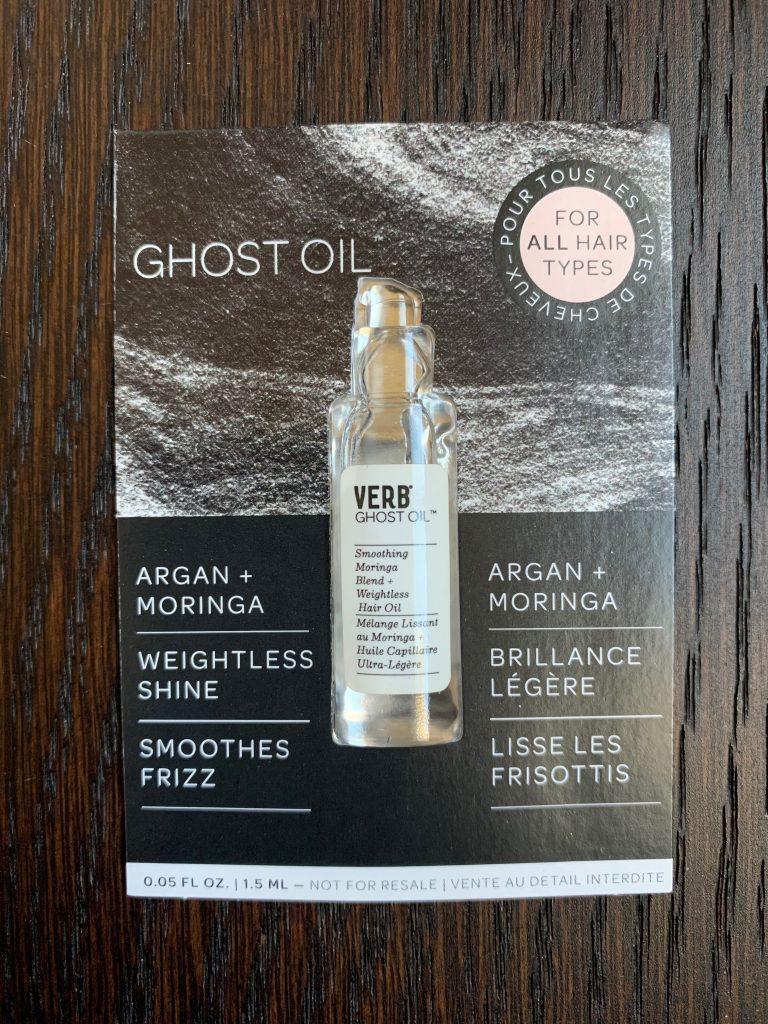 GHOST OIL
POUR TOUS LES TYPES DE CHEVEUX –
FOR
ALL HAIR
TYPES
VERB®
GHOST OIL™
Smoothing
Moringa
Blend +
Weightless
Hair Oil
Mélange Lissant
au Moringa +
Huile Capillaire
Ultra-Légère
ARGAN +
MORINGA
WEIGHTLESS
SHINE
SMOOTHES
FRIZZ
ARGAN +
MORINGA
BRILLANCE
LÉGÈRE
LISSE LES
FRISOTTIS
0.05 FL OZ. | 1.5 ML — NOT FOR RESALE | VENTE AU DETAIL INTERDITE